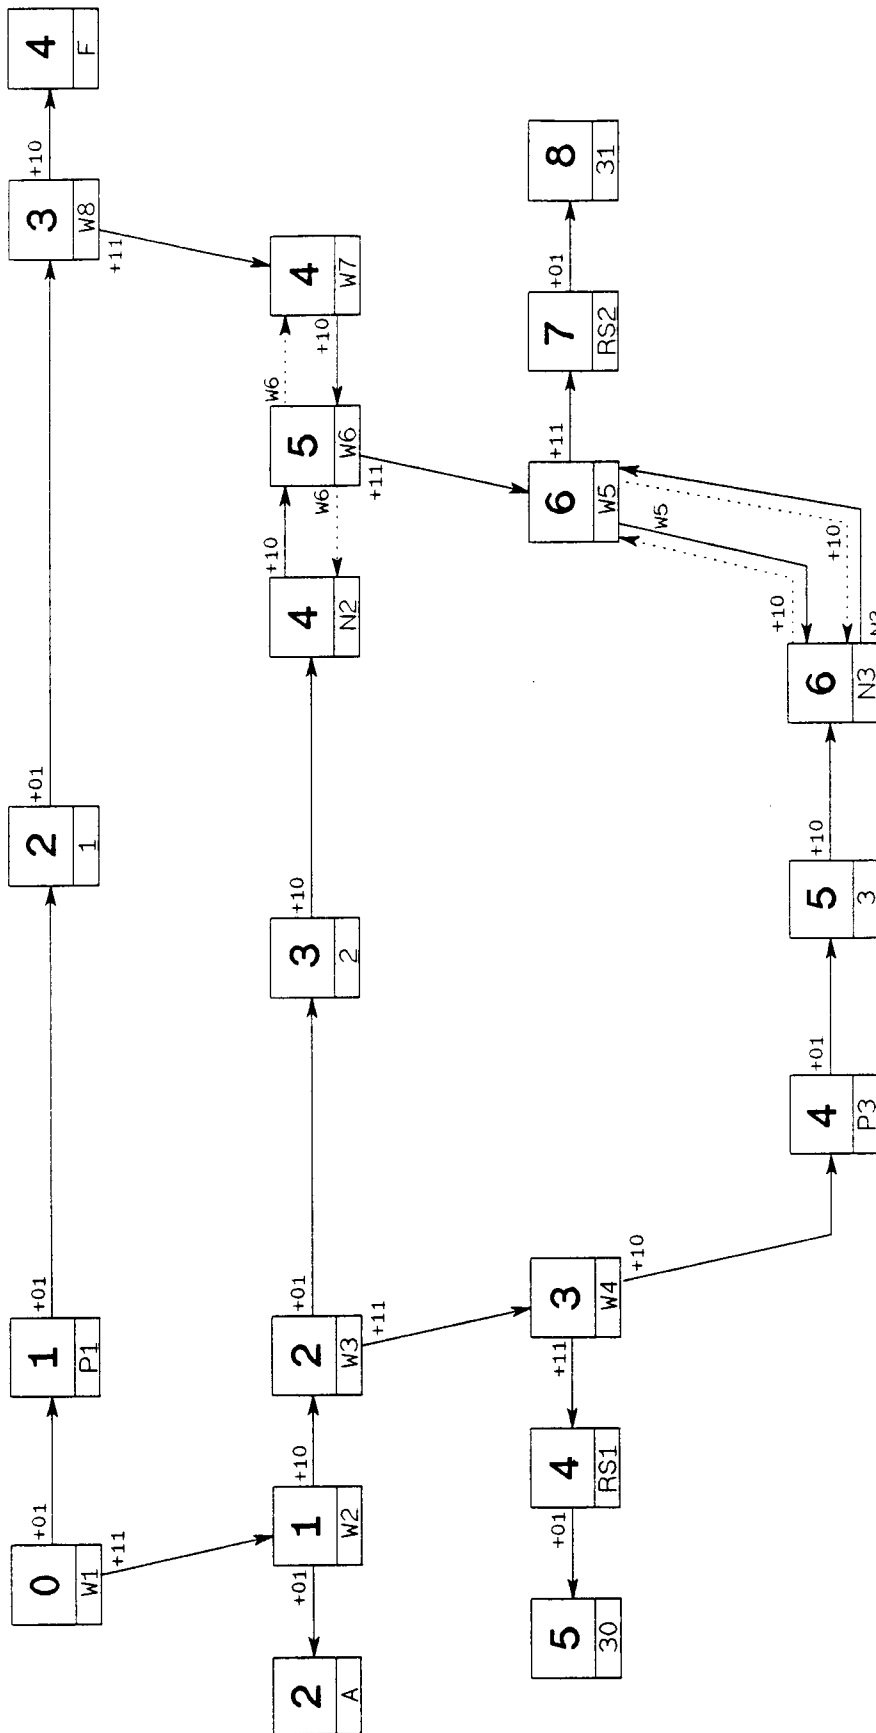 0 +01 1 +01 2 +01 3 +10 4
W1 P1 1 W8 F
+11 +11
W6
2 +01 1 +10 2 +01 3 +10 4 +10 5 4
A W2 W3 2 N2 W6 W6 +10 W7
+11 +11
5 +01 4 +11 3 6 +11 7 +01 8
30 RS1 W4 W5 RS2 31
+10 W5
4 +01 5 +10 6 +10 +10
P3 3 N3